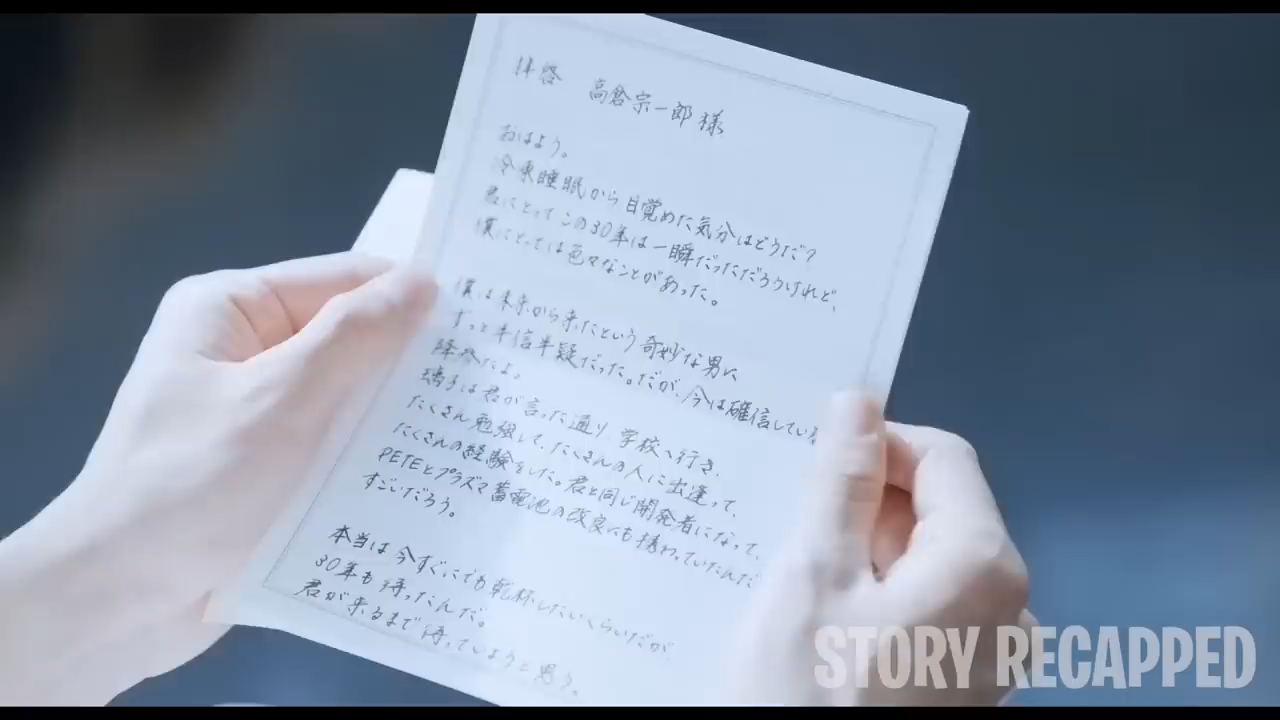 拝啓 高倉宗一郎様
おはよう。
冷凍睡眠から目覚めた気分はどうだ?
君にとってこの30年は一瞬だっただろうけれど、
僕にとっては色々なことがあった。
僕は未来から来たという奇妙な男に
ずっと半信半疑だった。だが、今は確信してい
降参だよ。
璃子は君が言った通り、学校へ行き、
たくさん勉強して、たくさんの人に出逢って、
たくさんの経験をした。君と同じ開発者になって、
PETEとプラズマ蓄電池の改良にも携わっていたんだ
すごいだろう。
本当は今すぐにでも乾杯したいくらいだが、
30年も待ったんだ。
君が来るまで待っていようと思う。
STORY RECAPPED